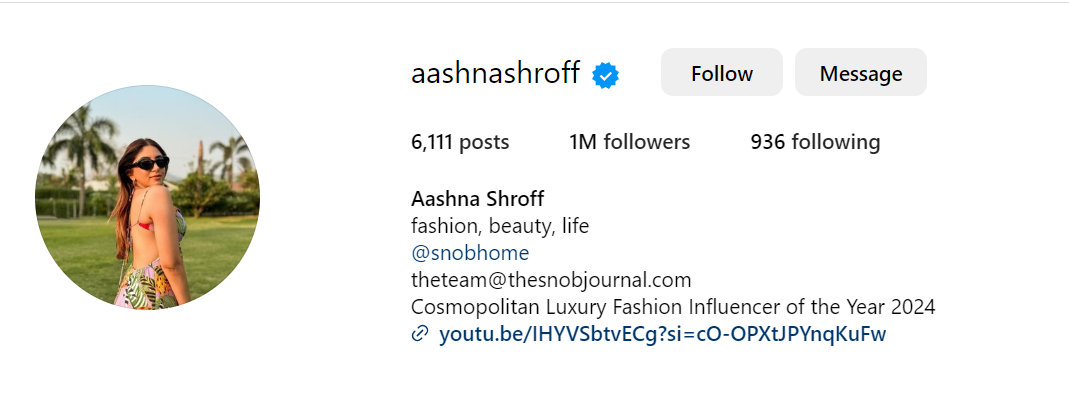 aashnashroff Follow Message
6,111 posts 1M followers 936 following
Aashna Shroff
fashion, beauty, life
@snobhome
theteam@thesnobjournal.com
Cosmopolitan Luxury Fashion Influencer of the Year 2024
youtu.be/lHYVSbtvECg?si=cO-OPXtJPYnqKuFw